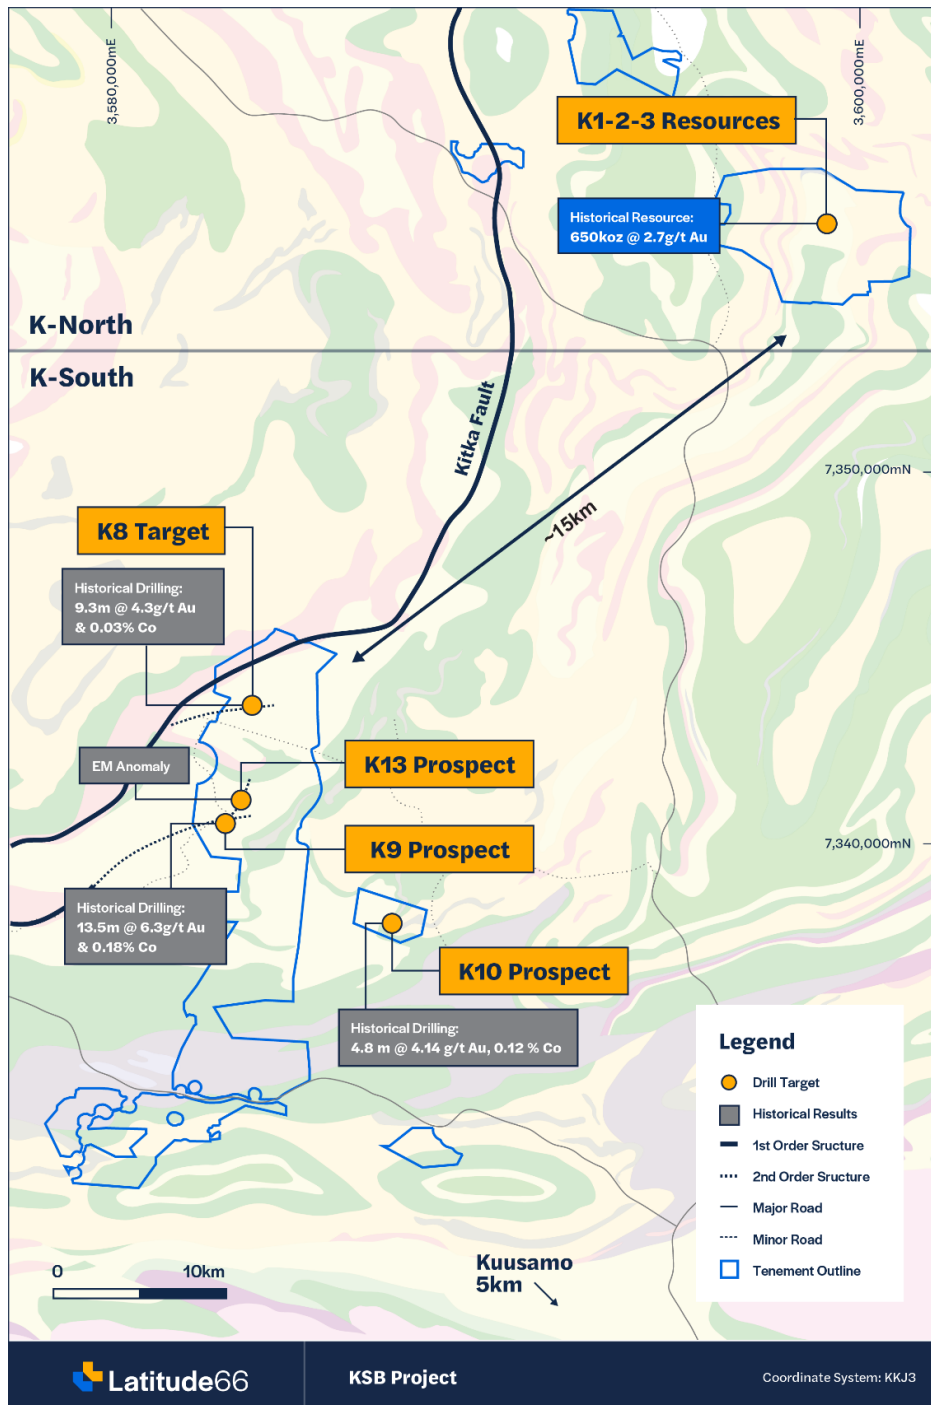 3,580,000mE
3,600,000mE
K1-2-3 Resources
Historical Resource:
650koz @ 2.7g/t Au
K-North
K-South
Kitka Fault
7,350,000mN
~15km
K8 Target
Historical Drilling:
9.3m @ 4.3g/t Au
& 0.03% Co
EM Anomaly
K13 Prospect
K9 Prospect
7,340,000mN
Historical Drilling:
13.5m @ 6.3g/t Au
& 0.18% Co
K10 Prospect
Historical Drilling:
4.8 m @ 4.14 g/t Au, 0.12 % Co
Legend
Drill Target
Historical Results
1st Order Sructure
2nd Order Sructure
Major Road
Minor Road
Tenement Outline
0 10km
Kuusamo
5km
Latitude66
KSB Project
Coordinate System: KKJ3